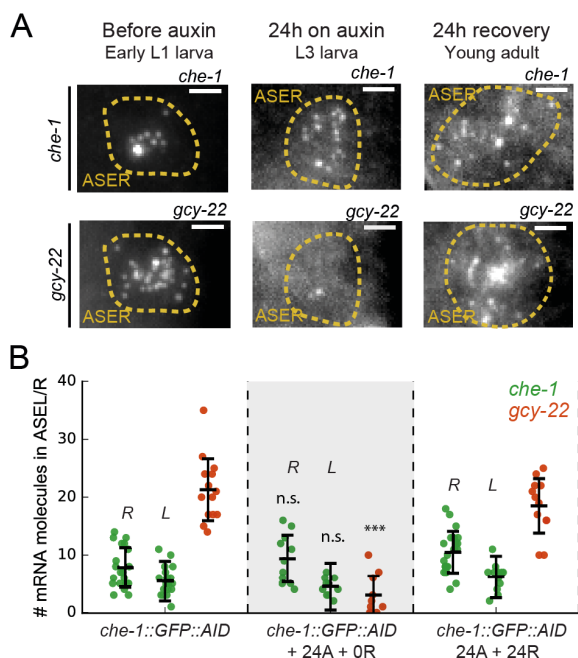 A
Before auxin
Early L1 larva
24h on auxin
L3 larva
24h recovery
Young adult
che-1
che-1
che-1
che-1
ASER
ASER
ASER
gcy-22
gcy-22
gcy-22
gcy-22
ASER
ASER
ASER
B
# mRNA molecules in ASEL/R
40
30
20
10
0
che-1
gcy-22
R
L
R
L
R
L
n.s.
n.s.
***
che-1::GFP::AID
che-1::GFP::AID
+ 24A + 0R
che-1::GFP::AID
24A + 24R